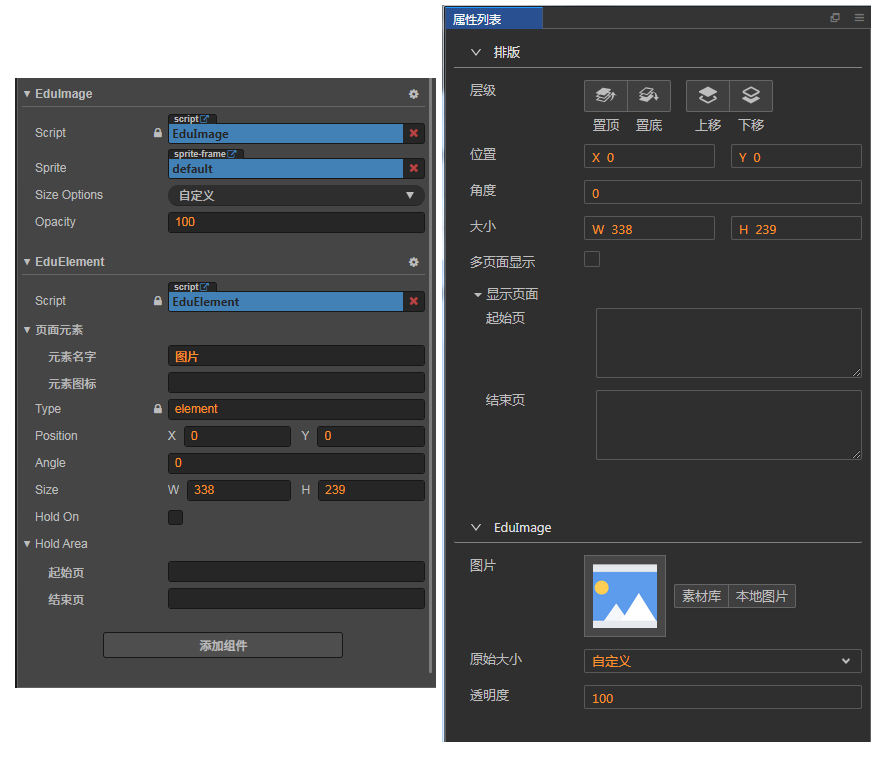 EduImage
script
Script
EduImage
sprite-frame
Sprite
default
Size Options
自定义
Opacity
100
EduElement
script
Script
EduElement
页面元素
元素名字
图片
元素图标
Type
element
Position
X 0
Y 0
Angle
0
Size
W 338
H 239
Hold On
Hold Area
起始页
结束页
添加组件
属性列表
排版
层级
置顶 置底 上移 下移
位置
X 0
Y 0
角度
0
大小
W 338
H 239
多页面显示
显示页面
起始页
结束页
EduImage
图片
素材库 本地图片
原始大小
自定义
透明度
100